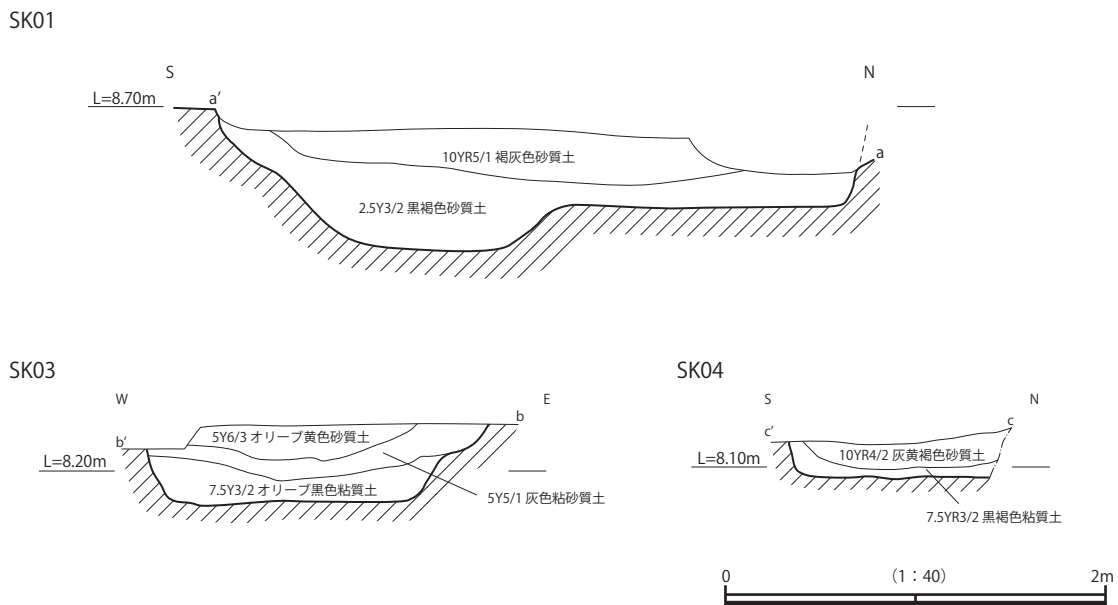 SK01
S
N
L=8.70m
a'
a
10YR5/1 褐灰色砂質土
2.5Y3/2 黒褐色砂質土
SK03
W
E
b'
b
L=8.20m
5Y6/3 オリーブ黄色砂質土
7.5Y3/2 オリーブ黒色粘質土
5Y5/1 灰色粘砂質土
SK04
S
N
c'
c
L=8.10m
10YR4/2 灰黄褐色砂質土
7.5YR3/2 黒褐色粘質土
0
(1：40)
2m